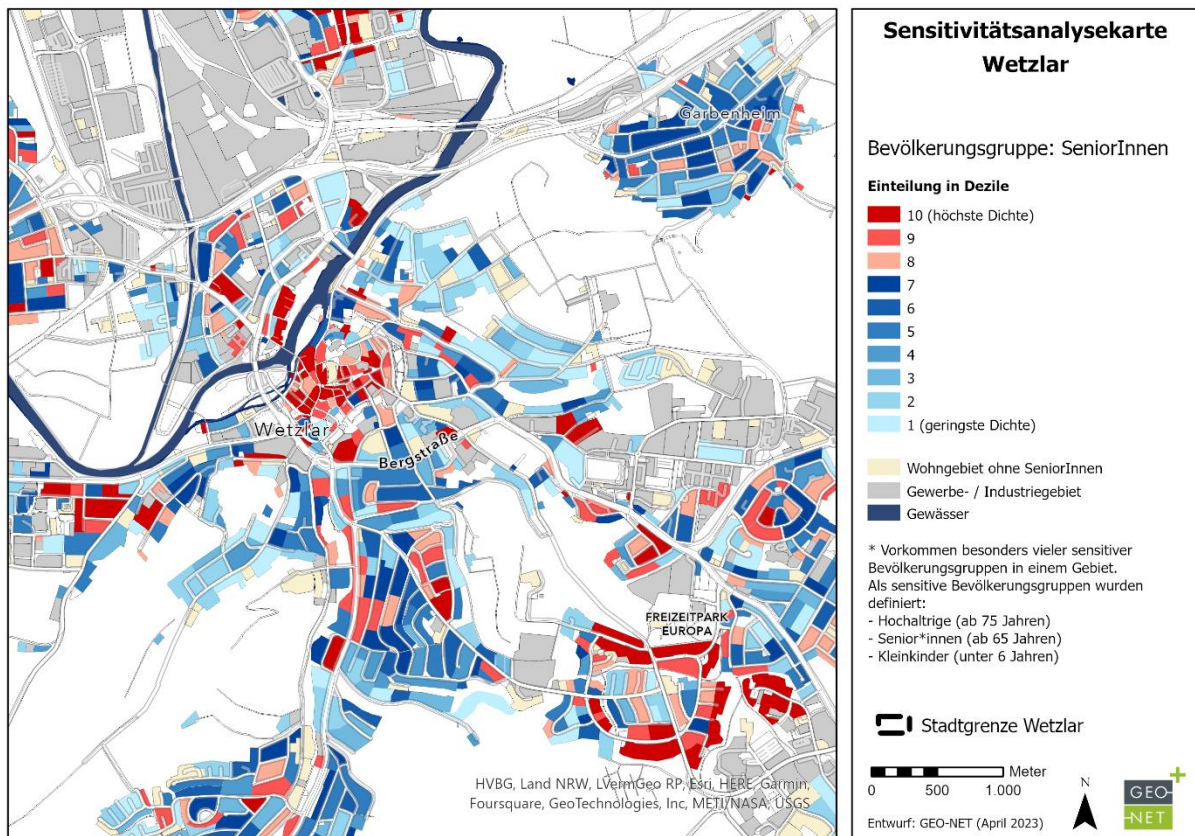 Garbenheim
Wetzlar
Bergstraße
FREIZEITPARK
EUROPA
HVBG, Land NRW, LVermGeo RP, Esri, HERE, Garmin,
Foursquare, GeoTechnologies, Inc, METI/NASA, USGS
Sensitivitätsanalysekarte
Wetzlar
Bevölkerungsgruppe: SeniorInnen
Einteilung in Dezile
10 (höchste Dichte)
9
8
7
6
5
4
3
2
1 (geringste Dichte)
Wohngebiet ohne SeniorInnen
Gewerbe- / Industriegebiet
Gewässer
* Vorkommen besonders vieler sensitiver
Bevölkerungsgruppen in einem Gebiet.
Als sensitive Bevölkerungsgruppen wurden
definiert:
- Hochaltrige (ab 75 Jahren)
- Senior*innen (ab 65 Jahren)
- Kleinkinder (unter 6 Jahren)
Stadtgrenze Wetzlar
Meter
0 500 1.000
N
Entwurf: GEO-NET (April 2023)
GEO
NET